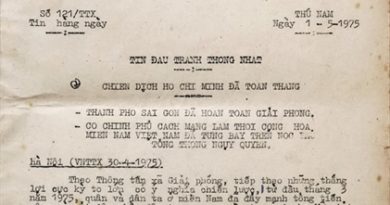 Số 121/TTX THỨ NĂM
Tin hàng ngày Ngày 1 - 5 -1975
TIN ĐẤU TRANH THỐNG NHẤT
CHIẾN DỊCH HỒ CHÍ MINH ĐÃ TOÀN THẮNG
- THÀNH PHỐ SÀI GÒN ĐÃ HOÀN TOÀN GIẢI PHÓNG.
- CỜ CHÍNH PHỦ CÁCH MẠNG LÂM THỜI CỘNG HÒA
MIỀN NAM VIỆT NAM ĐÃ TUNG BAY TRÊN NÓC
TỔNG THỐNG NGỤY QUYỀN.
Hà Nội (VNTTX 30-4-1975)
Theo Thông tấn xã Giải phóng, tiếp theo những thắng
lợi cực kỳ to lớn có ý nghĩa chiến lược, từ đầu tháng 3
năm 1975, quân và dân ta ở miền Nam đã đẩy mạnh tổng tiến